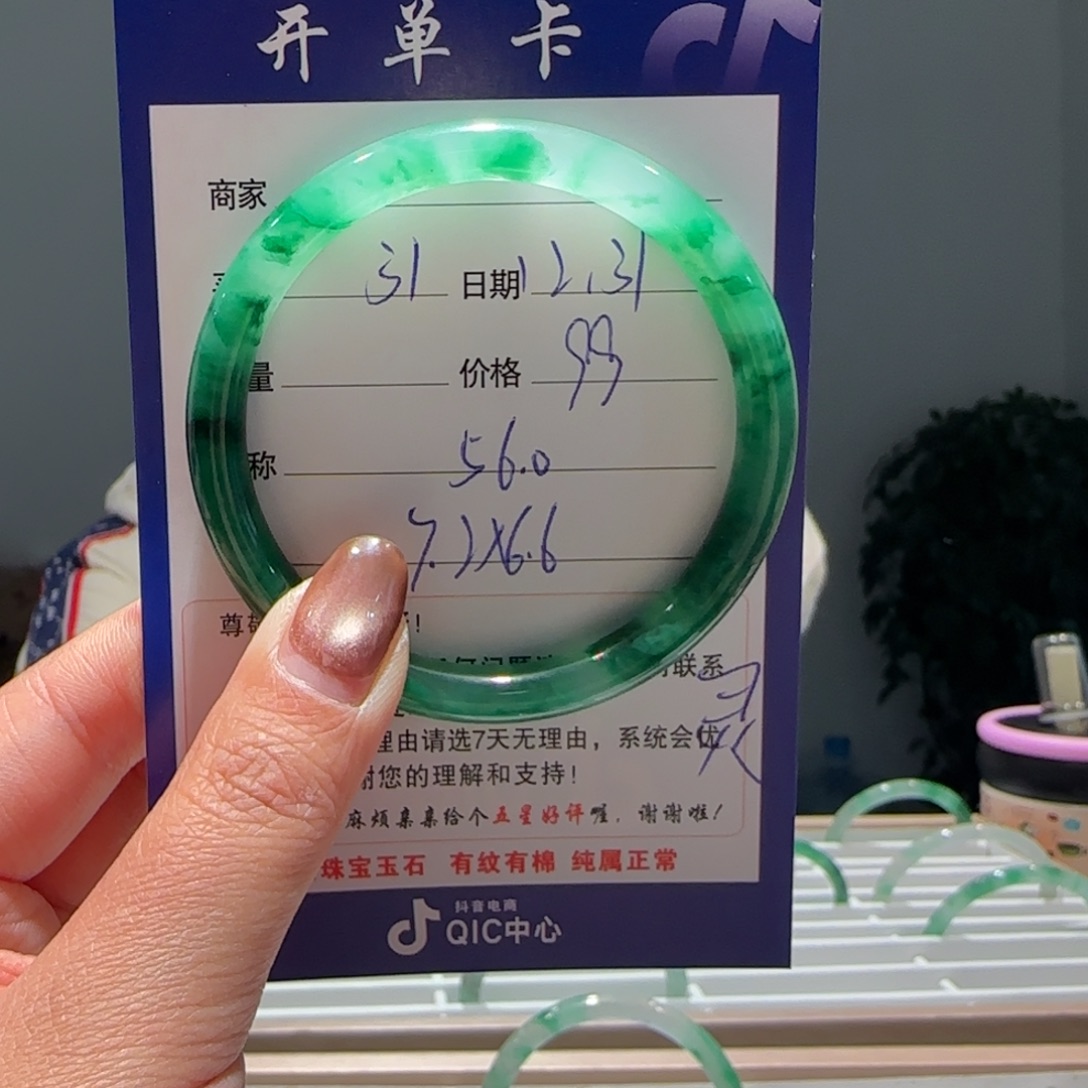 开单卡
商家
31 日期 12.31
量 价格 99
称 56.0
7.2×6.6
尊 !
联系
理由请选7天无理由，系统会优
谢您的理解和支持！
麻烦亲亲给个五星好评喔，谢谢啦！
珠宝玉石 有纹有棉 纯属正常
抖音电商
QIC中心